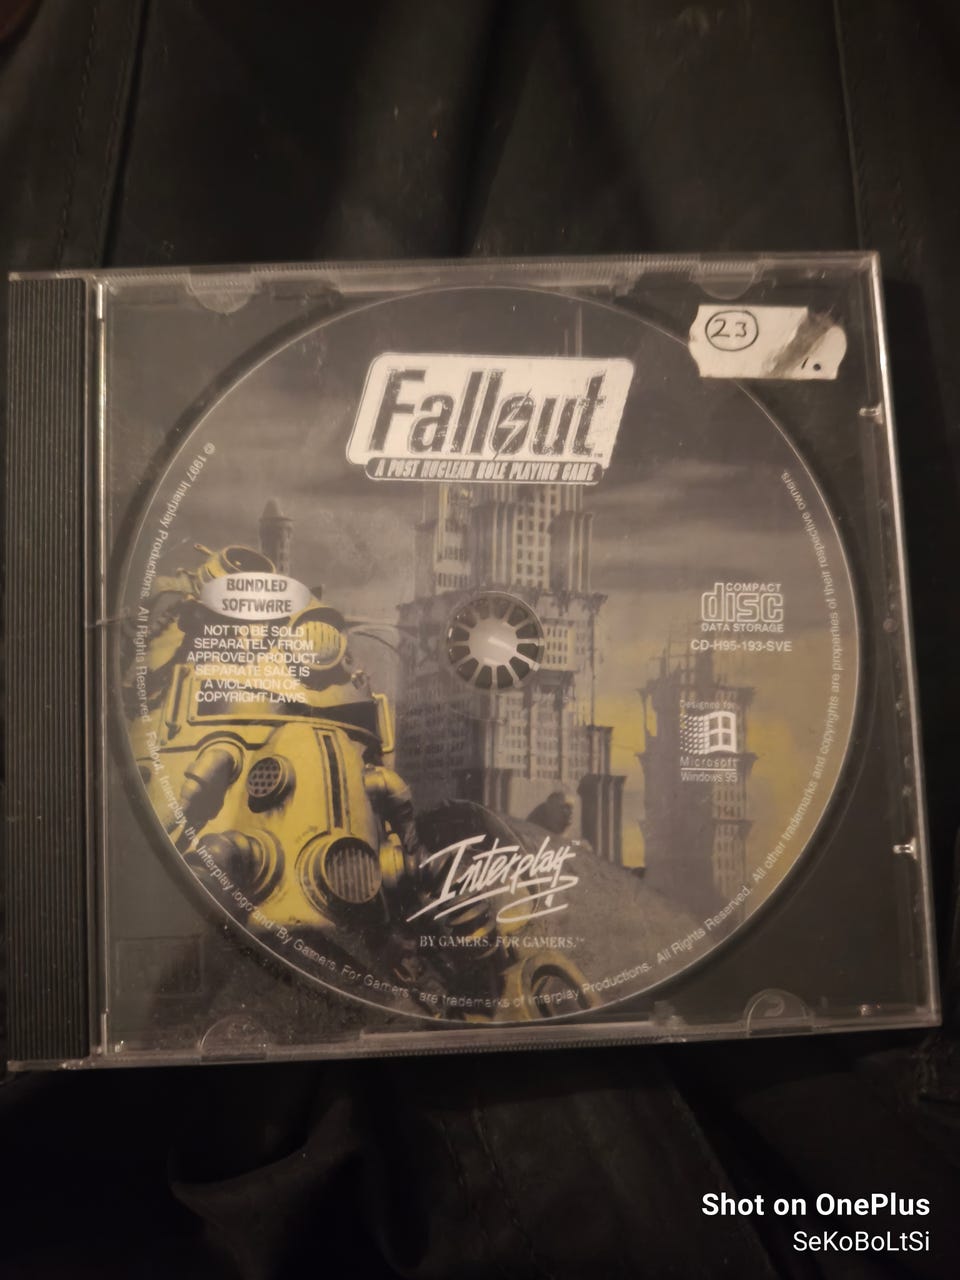 23
Fallout
A POST NUCLEAR ROLE PLAYING GAME
BUNDLED
SOFTWARE
NOT TO BE SOLD
SEPARATELY FROM
APPROVED PRODUCT.
SEPARATE SALE IS
A VIOLATION OF
COPYRIGHT LAWS.
COMPACT
disc
DATA STORAGE
CD-H95-193-SVE
Designed for
Microsoft
Windows 95
Interplay™
BY GAMERS. FOR GAMERS.™
© 1997 Interplay Productions. All Rights Reserved. Fallout, Interplay, the Interplay logo and "By Gamers. For Gamers." are trademarks of Interplay Productions. All Rights Reserved. All other trademarks and copyrights are properties of their respective owners.
Shot on OnePlus
SeKoBoLtSi